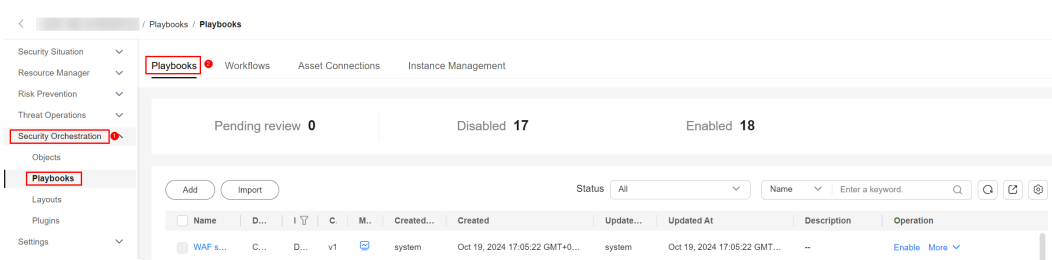 / Playbooks / Playbooks
Security Situation
Resource Manager
Risk Prevention
Threat Operations
Security Orchestration 1
Objects
Playbooks
Layouts
Plugins
Settings
Playbooks 2 Workflows Asset Connections Instance Management
Pending review 0 Disabled 17 Enabled 18
Add Import Status All Name Enter a keyword.
Name D... I C. M.. Created... Created Update... Updated At Description Operation
WAF s... C... D... v1 system Oct 19, 2024 17:05:22 GMT+0... system Oct 19, 2024 17:05:22 GMT... -- Enable More